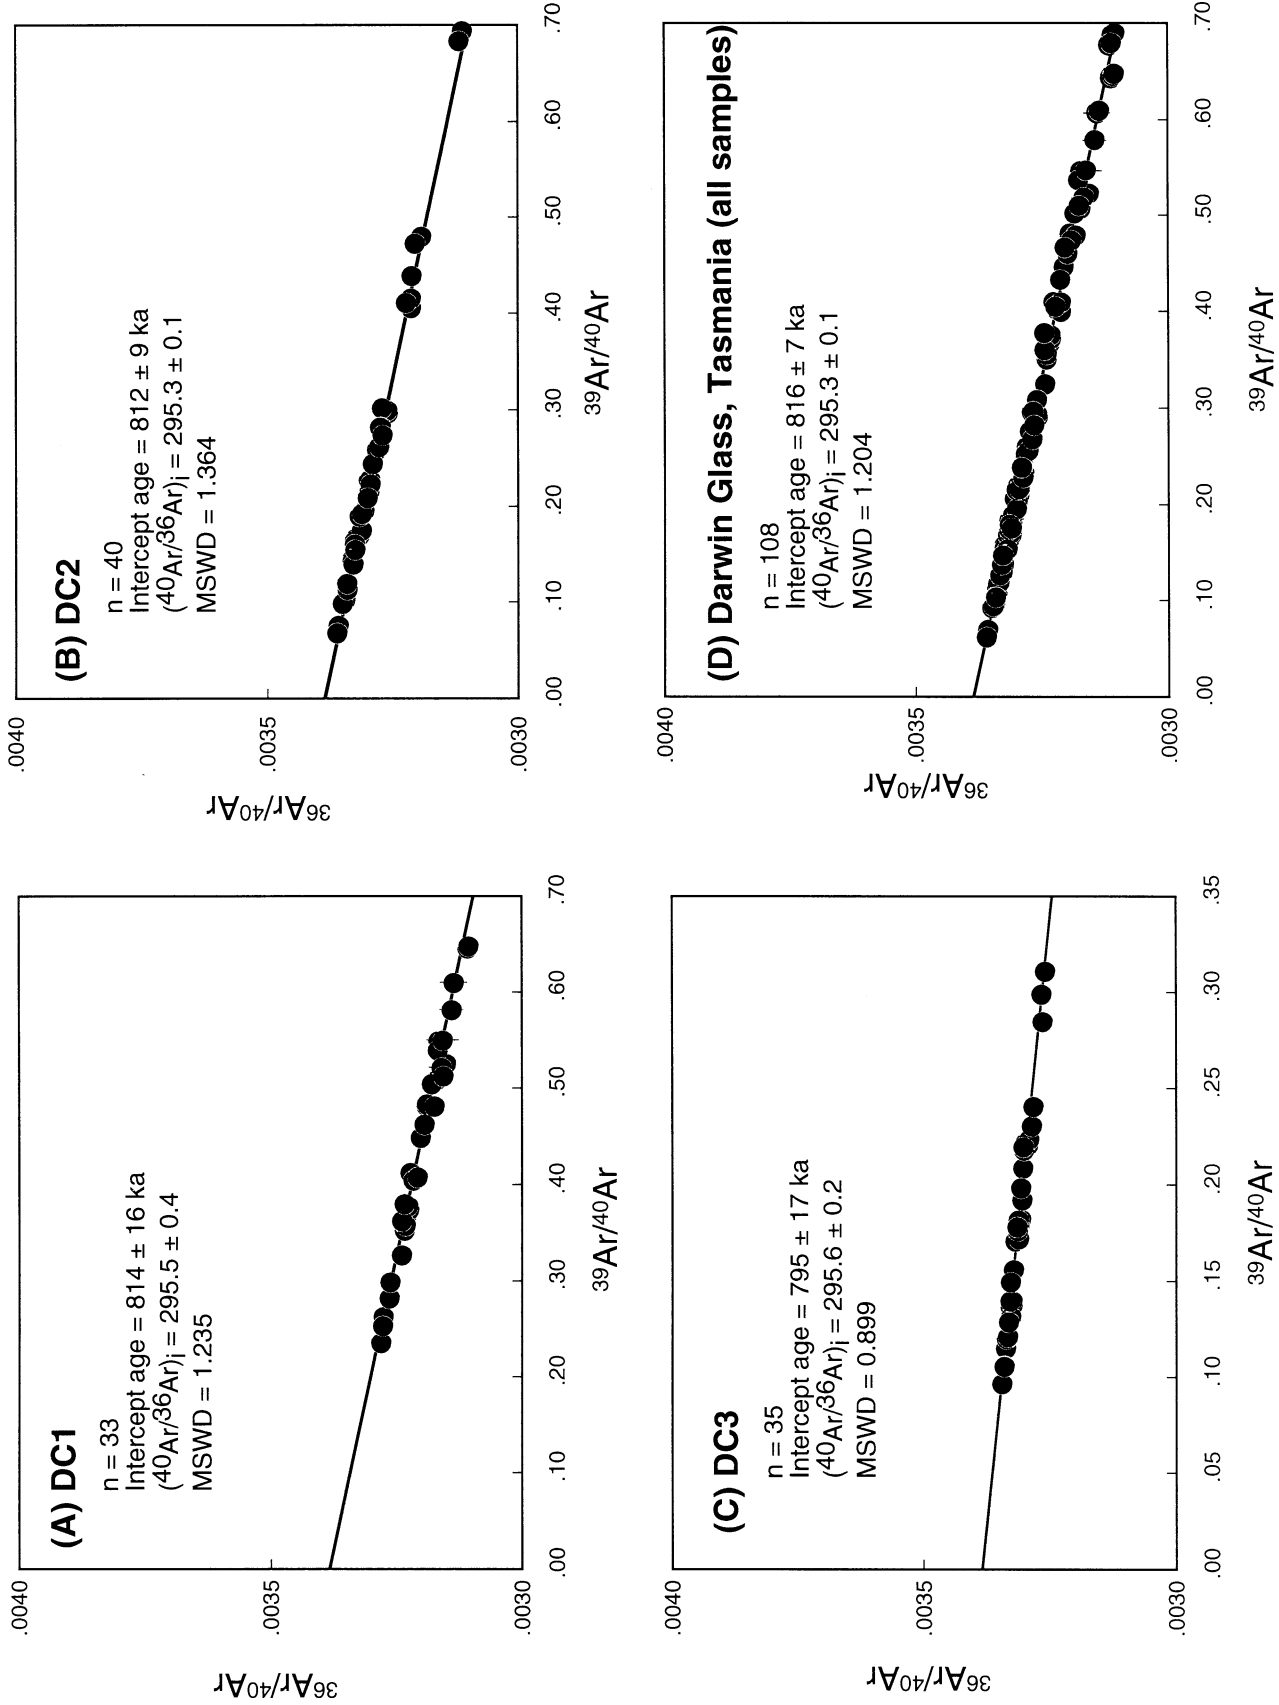 (A) DC1
n = 33
Intercept age = 814 ± 16 ka
(40Ar/36Ar)i = 295.5 ± 0.4
MSWD = 1.235
.0040
.0035
.0030
36Ar/40Ar
.00 .10 .20 .30 .40 .50 .60 .70
39Ar/40Ar
(B) DC2
n = 40
Intercept age = 812 ± 9 ka
(40Ar/36Ar)i = 295.3 ± 0.1
MSWD = 1.364
.0040
.0035
.0030
36Ar/40Ar
.00 .10 .20 .30 .40 .50 .60 .70
39Ar/40Ar
(C) DC3
n = 35
Intercept age = 795 ± 17 ka
(40Ar/36Ar)i = 295.6 ± 0.2
MSWD = 0.899
.0040
.0035
.0030
36Ar/40Ar
.00 .05 .10 .15 .20 .25 .30 .35
39Ar/40Ar
(D) Darwin Glass, Tasmania (all samples)
n = 108
Intercept age = 816 ± 7 ka
(40Ar/36Ar)i = 295.3 ± 0.1
MSWD = 1.204
.0040
.0035
.0030
36Ar/40Ar
.00 .10 .20 .30 .40 .50 .60 .70
39Ar/40Ar